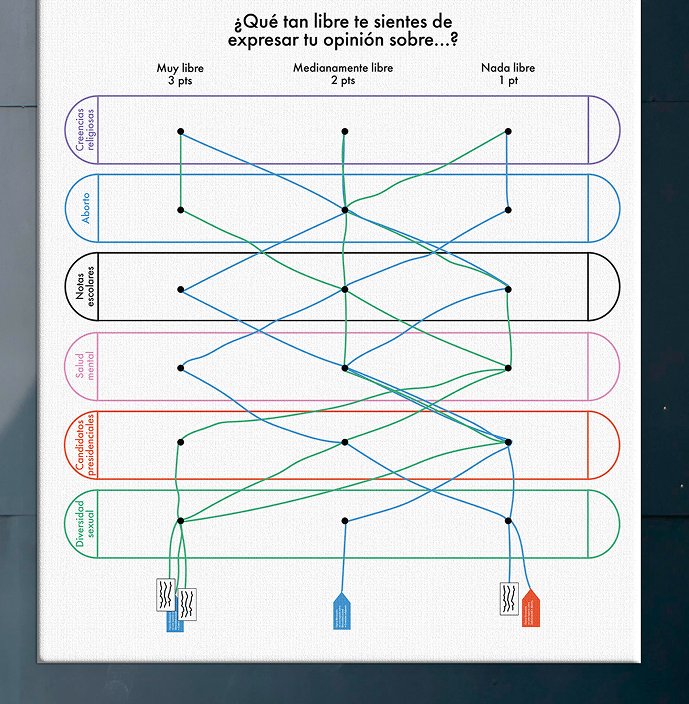 ¿Qué tan libre te sientes de
expresar tu opinión sobre...?
Muy libre
3 pts
Medianamente libre
2 pts
Nada libre
1 pt
Creencias
religiosas
Aborto
Notas
escolares
Salud
mental
Candidatos
presidenciales
Diversidad
sexual